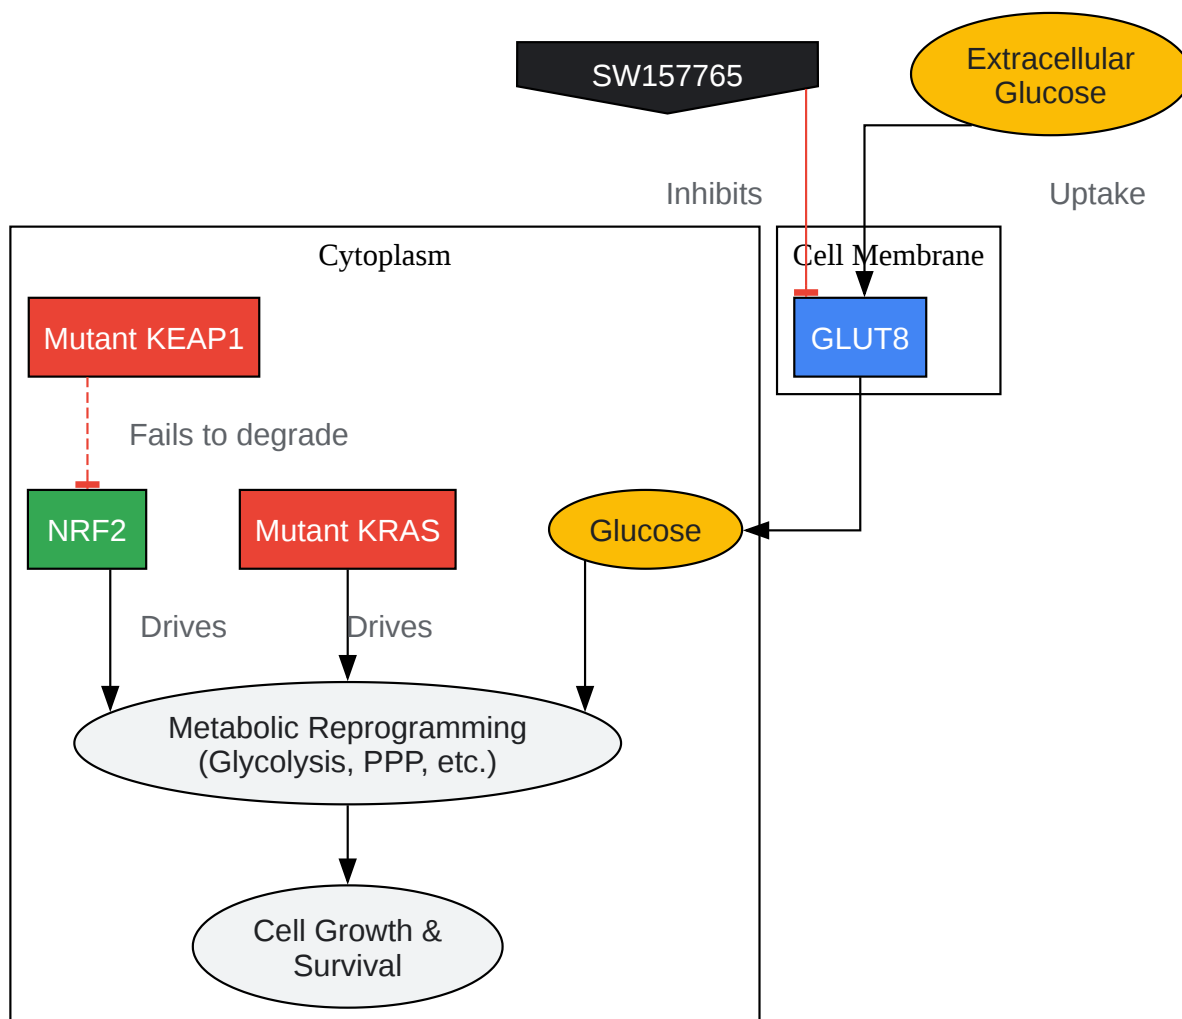 SW157765
Extracellular
Glucose
Inhibits
Uptake
Cytoplasm
Cell Membrane
Mutant KEAP1
GLUT8
Fails to degrade
NRF2
Mutant KRAS
Glucose
Drives
Drives
Metabolic Reprogramming
(Glycolysis, PPP, etc.)
Cell Growth &
Survival